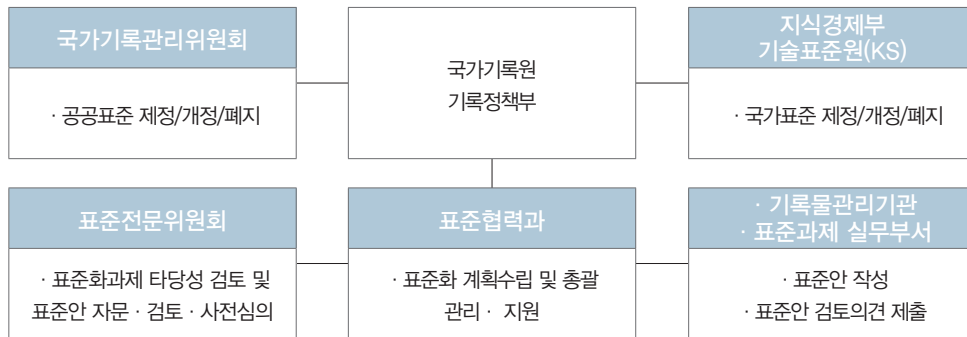 국가기록관리위원회
· 공공표준 제정/개정/폐지
국가기록원
기록정책부
지식경제부
기술표준원(KS)
· 국가표준 제정/개정/폐지
표준전문위원회
· 표준화과제 타당성 검토 및
표준안 자문 · 검토 · 사전심의
표준협력과
· 표준화 계획수립 및 총괄
관리 · 지원
· 기록물관리기관
· 표준과제 실무부서
· 표준안 작성
· 표준안 검토의견 제출